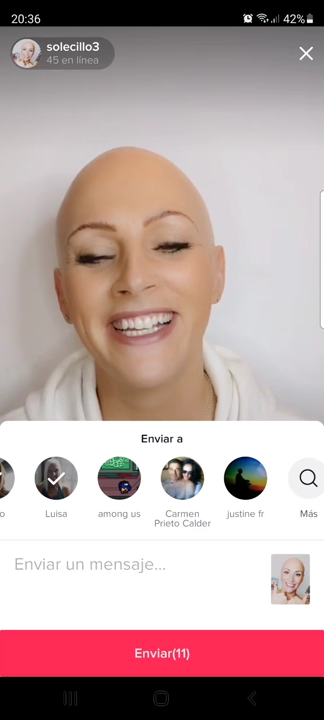 20:36
42%
solecillo3
45 en línea
Enviar a
o
Luisa
among us
Carmen
Prieto Calder
justine fr
Más
Enviar un mensaje...
Enviar(11)